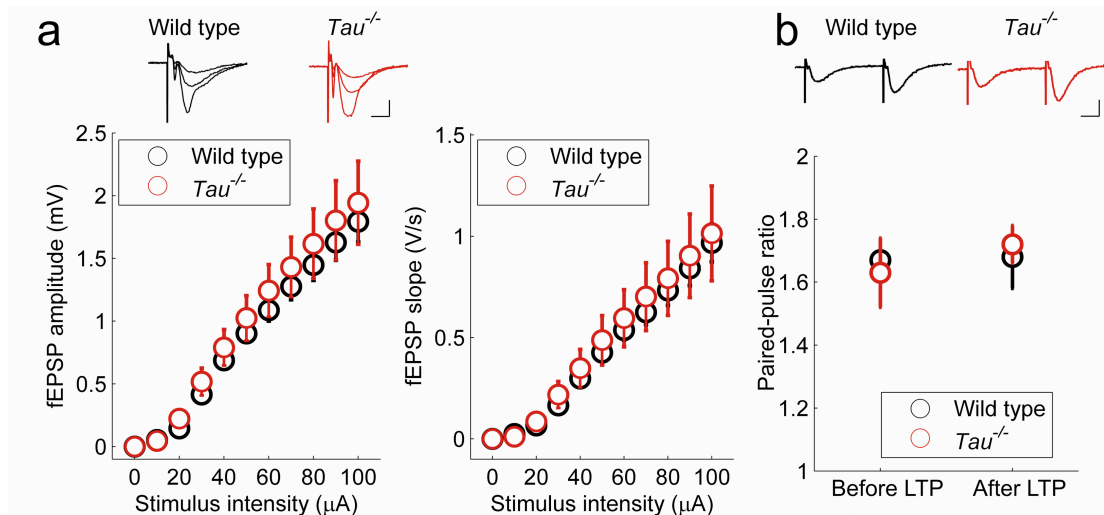 a
Wild type
Tau-/-
2.5
2
1.5
1
0.5
0
fEPSP amplitude (mV)
Wild type
Tau-/-
0 20 40 60 80 100
Stimulus intensity (μA)
1.5
1
0.5
0
fEPSP slope (V/s)
Wild type
Tau-/-
0 20 40 60 80 100
Stimulus intensity (μA)
b
Wild type
Tau-/-
2
1.8
1.6
1.4
1.2
1
Paired-pulse ratio
Wild type
Tau-/-
Before LTP After LTP